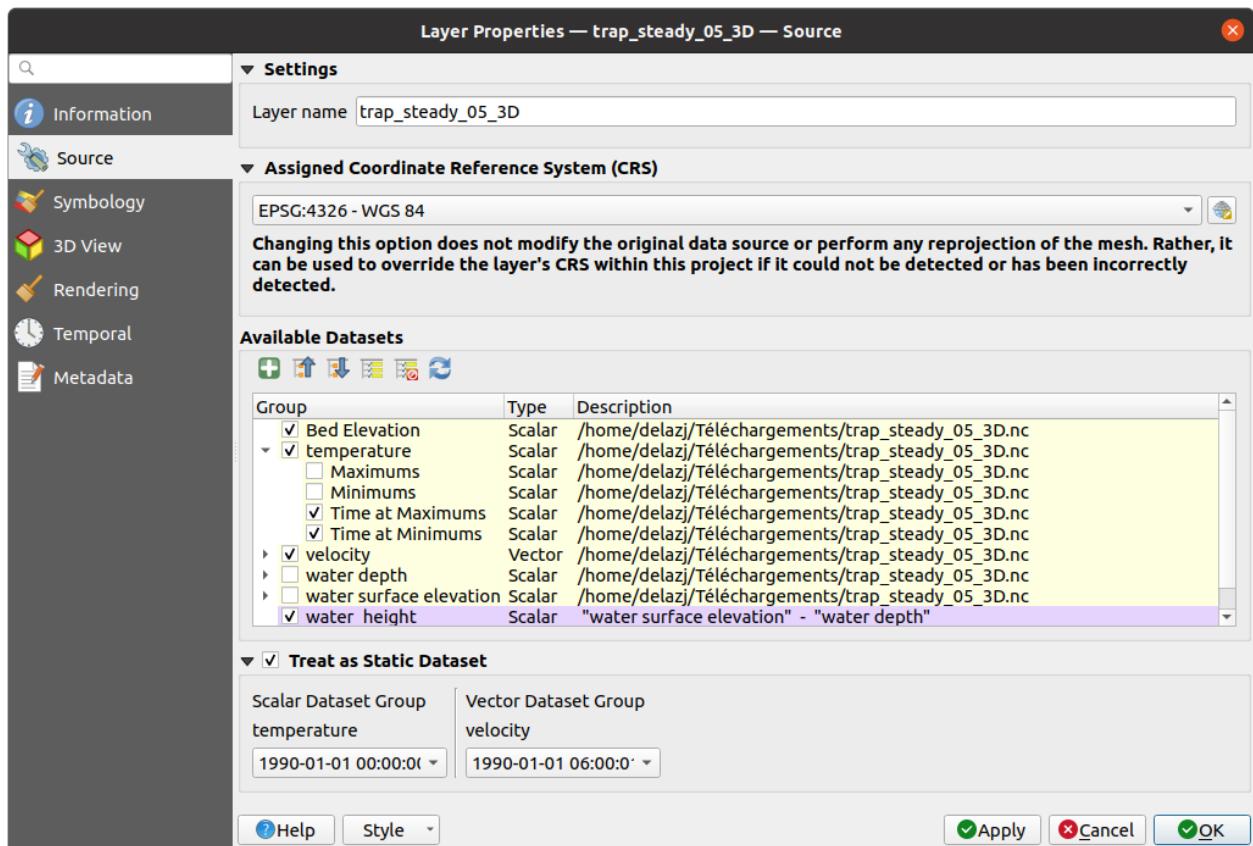 Layer Properties — trap_steady_05_3D — Source
Information
Source
Symbology
3D View
Rendering
Temporal
Metadata
Settings
Layer name trap_steady_05_3D
Assigned Coordinate Reference System (CRS)
EPSG:4326 - WGS 84
Changing this option does not modify the original data source or perform any reprojection of the mesh. Rather, it
can be used to override the layer's CRS within this project if it could not be detected or has been incorrectly
detected.
Available Datasets
Group Type Description
Bed Elevation Scalar /home/delazj/Téléchargements/trap_steady_05_3D.nc
temperature Scalar /home/delazj/Téléchargements/trap_steady_05_3D.nc
Maximums Scalar /home/delazj/Téléchargements/trap_steady_05_3D.nc
Minimums Scalar /home/delazj/Téléchargements/trap_steady_05_3D.nc
Time at Maximums Scalar /home/delazj/Téléchargements/trap_steady_05_3D.nc
Time at Minimums Scalar /home/delazj/Téléchargements/trap_steady_05_3D.nc
velocity Vector /home/delazj/Téléchargements/trap_steady_05_3D.nc
water depth Scalar /home/delazj/Téléchargements/trap_steady_05_3D.nc
water surface elevation Scalar /home/delazj/Téléchargements/trap_steady_05_3D.nc
water_height Scalar "water surface elevation" - "water depth"
Treat as Static Dataset
Scalar Dataset Group Vector Dataset Group
temperature velocity
1990-01-01 00:00:00 1990-01-01 06:00:0
Help Style Apply Cancel OK